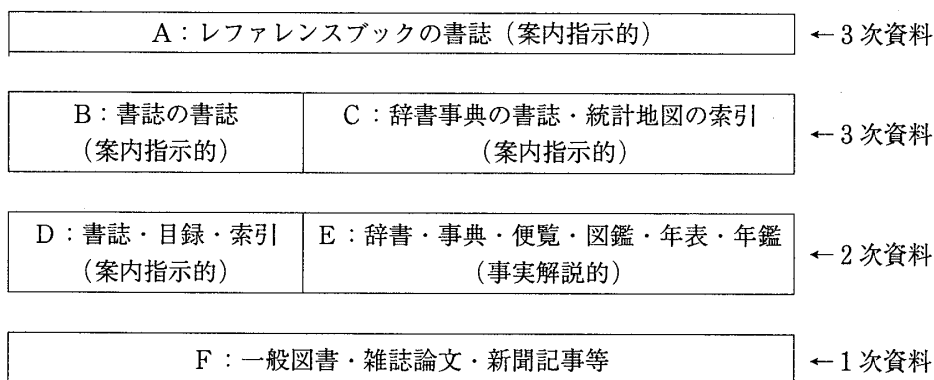 A：レファレンスブックの書誌（案内指示的） ←3次資料
B：書誌の書誌
（案内指示的）
C：辞書事典の書誌・統計地図の索引
（案内指示的）
←3次資料
D：書誌・目録・索引
（案内指示的）
E：辞書・事典・便覧・図鑑・年表・年鑑
（事実解説的）
←2次資料
F：一般図書・雑誌論文・新聞記事等 ←1次資料